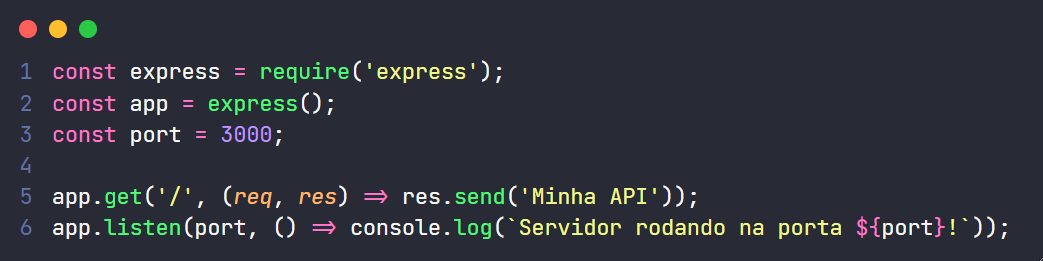 1 const express = require('express');
2 const app = express();
3 const port = 3000;
4
5 app.get('/', (req, res) => res.send('Minha API'));
6 app.listen(port, () => console.log(`Servidor rodando na porta ${port}!`));